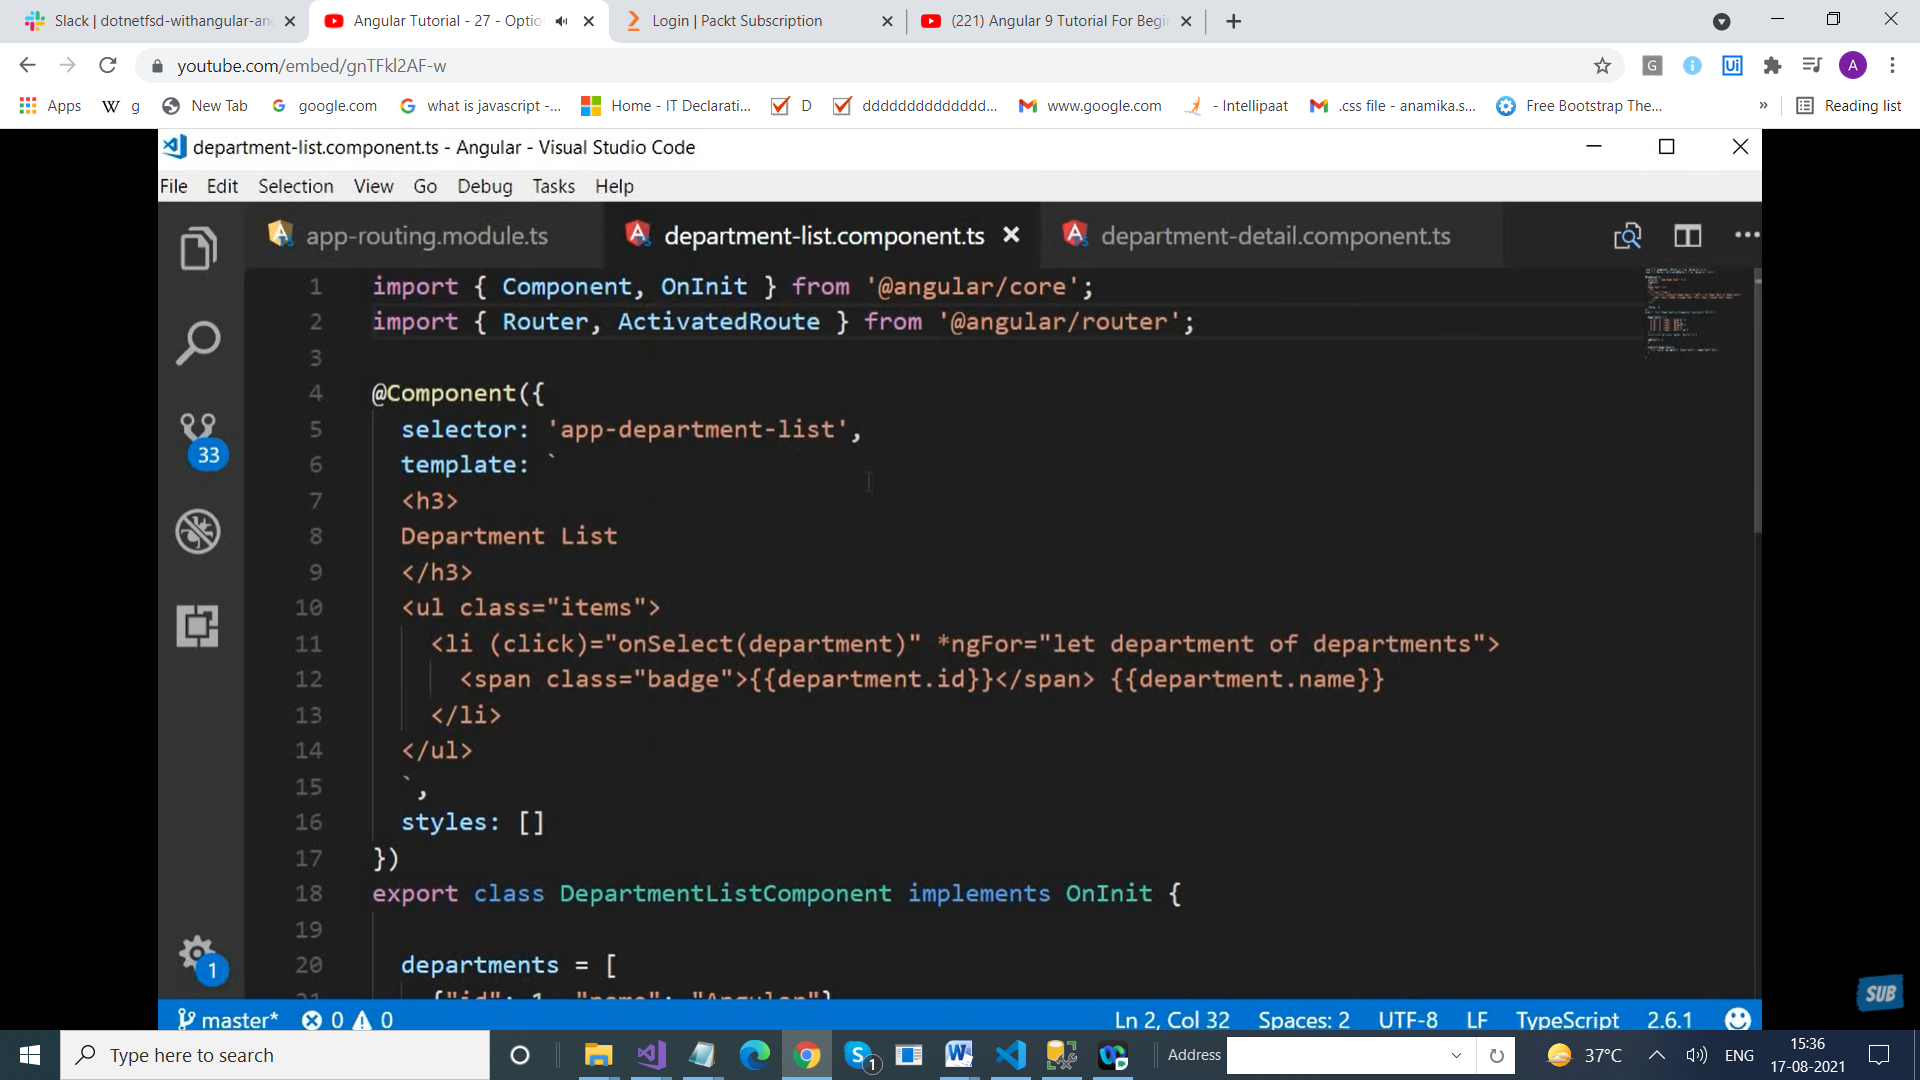 Slack | dotnetfsd-withangular-and
Angular Tutorial - 27 - Optio
Login | Packt Subscription
(221) Angular 9 Tutorial For Begi
youtube.com/embed/gnTFkl2AF-w
G
Ui
A
Apps
W g
New Tab
G google.com
G what is javascript -...
Home - IT Declarati...
D
dddddddddddddd...
www.google.com
- Intellipaat
.css file - anamika.s...
Free Bootstrap The...
»
Reading list
department-list.component.ts - Angular - Visual Studio Code
File Edit Selection View Go Debug Tasks Help
app-routing.module.ts
department-list.component.ts
department-detail.component.ts
33
1
1 import { Component, OnInit } from '@angular/core';
2 import { Router, ActivatedRoute } from '@angular/router';
3
4 @Component({
5 selector: 'app-department-list',
6 template: `
7 <h3>
8 Department List
9 </h3>
10 <ul class="items">
11 <li (click)="onSelect(department)" *ngFor="let department of departments">
12 <span class="badge">{{department.id}}</span> {{department.name}}
13 </li>
14 </ul>
15 `,
16 styles: []
17 })
18 export class DepartmentListComponent implements OnInit {
19
20 departments = [
21 {"id": 1, "name": "Angular"},
SUB
master* 0 0 Ln 2, Col 32 Spaces: 2 UTF-8 LF TypeScript 2.6.1
Type here to search
1
Address
37°C
ENG
15:36
17-08-2021